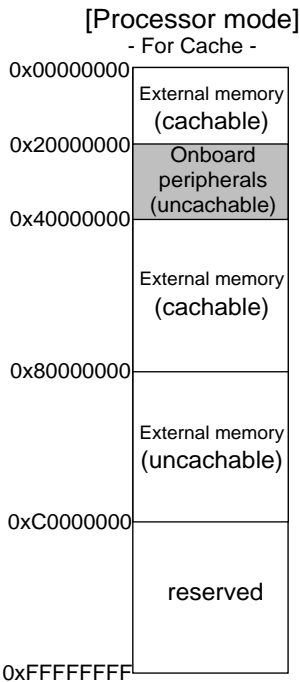 [Processor mode]
- For Cache -
0x00000000
External memory
(cachable)
0x20000000
Onboard
peripherals
(uncachable)
0x40000000
External memory
(cachable)
0x80000000
External memory
(uncachable)
0xC0000000
reserved
0xFFFFFFFF